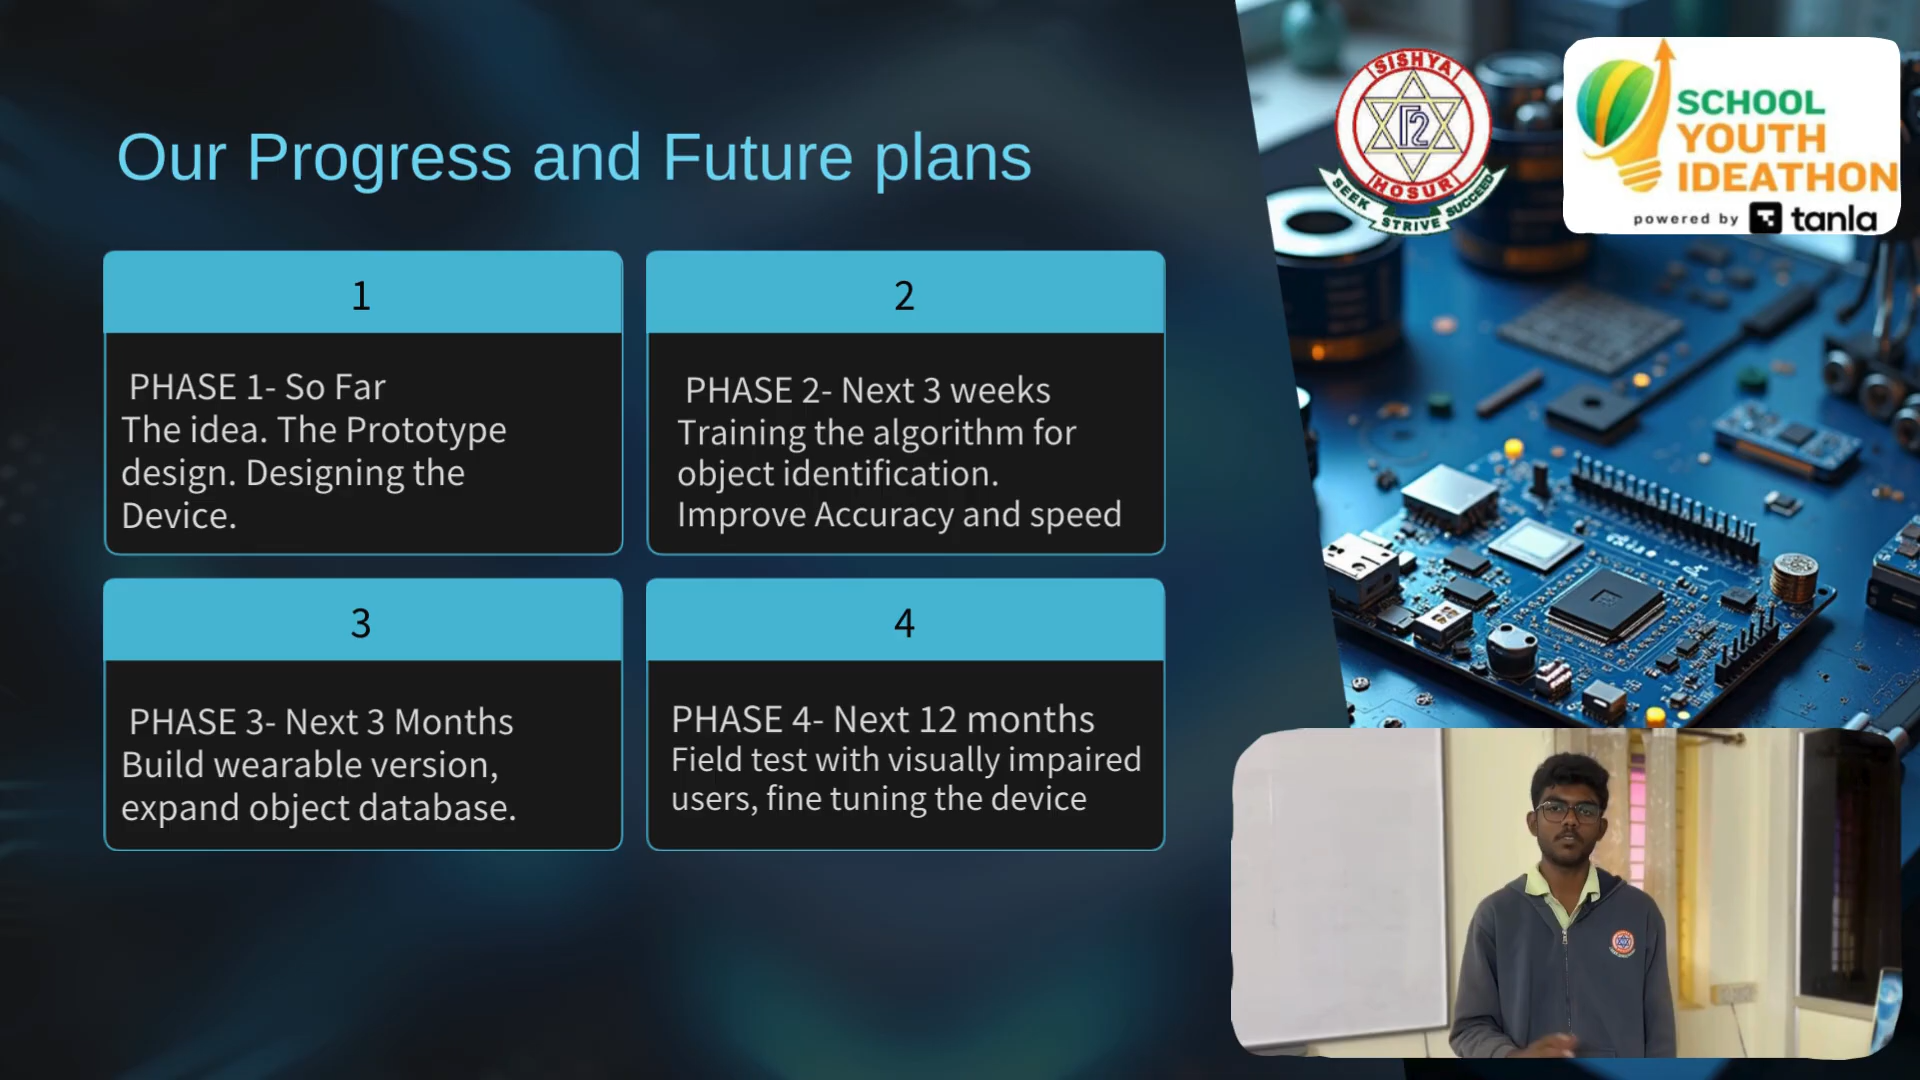 Our Progress and Future plans
1
PHASE 1- So Far
The idea. The Prototype
design. Designing the
Device.
2
PHASE 2- Next 3 weeks
Training the algorithm for
object identification.
Improve Accuracy and speed
3
PHASE 3- Next 3 Months
Build wearable version,
expand object database.
4
PHASE 4- Next 12 months
Field test with visually impaired
users, fine tuning the device
SISHYA
HOSUR
SEEK STRIVE SUCCEED
SCHOOL
YOUTH
IDEATHON
powered by tanla